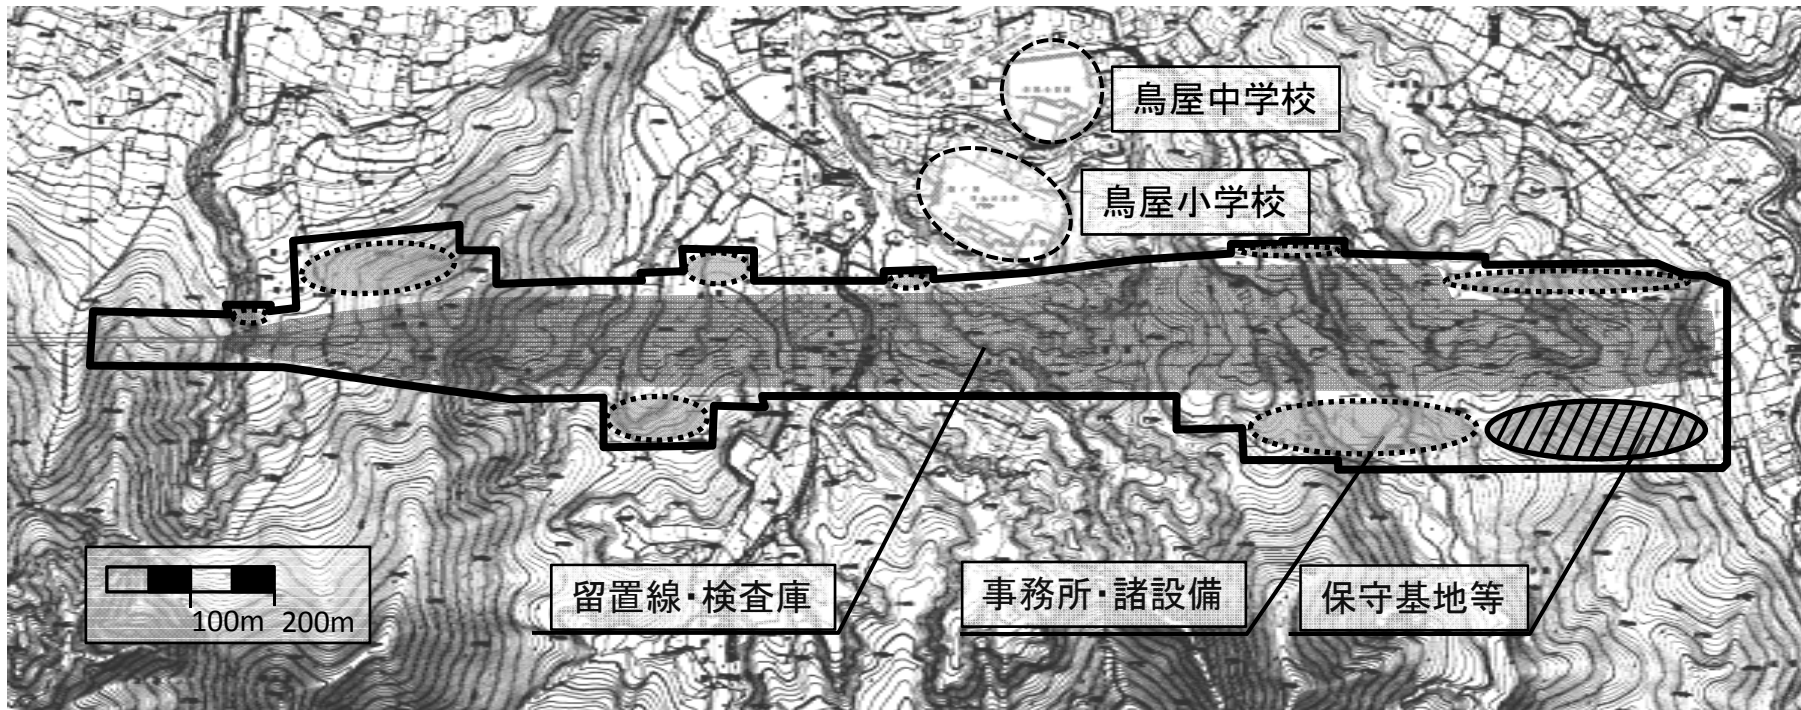 鳥屋中学校
鳥屋小学校
留置線・検査庫
事務所・諸設備
保守基地等
100m 200m